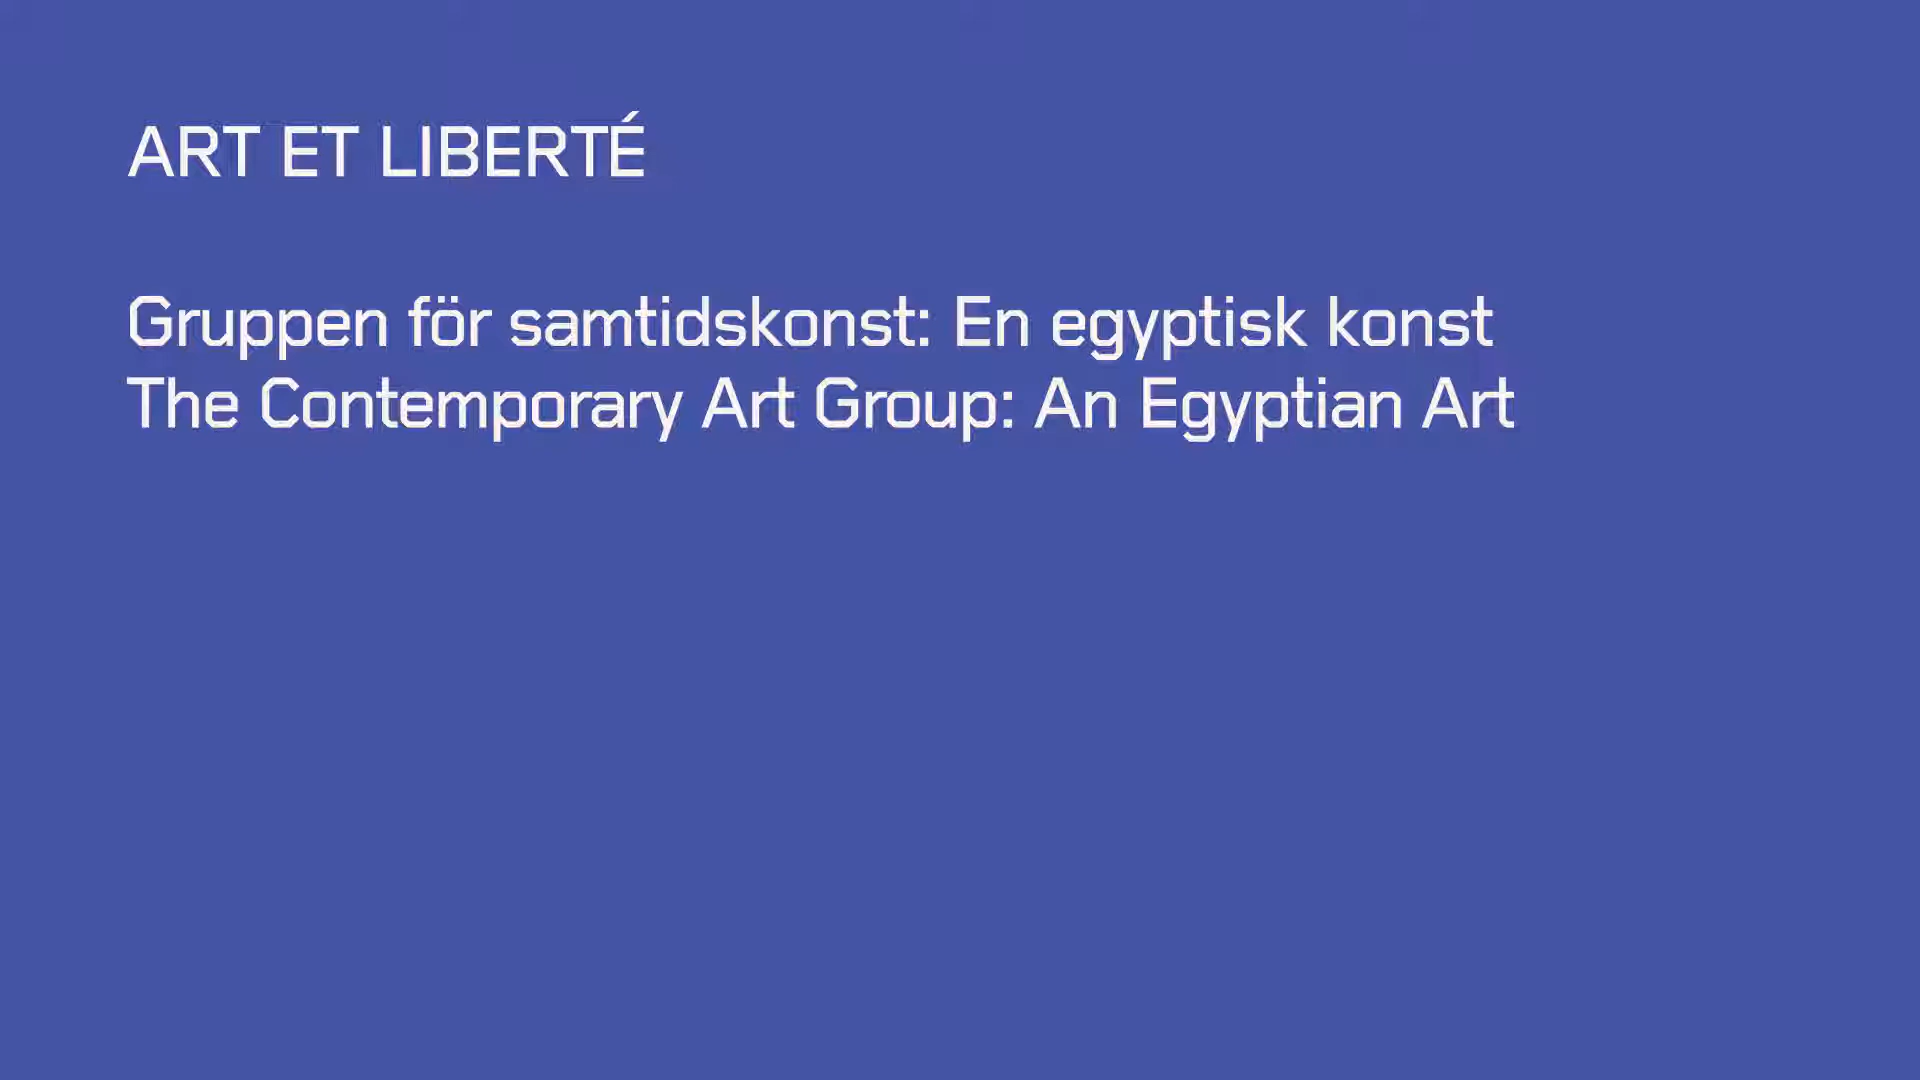 ART ET LIBERTÉ
Gruppen för samtidskonst: En egyptisk konst
The Contemporary Art Group: An Egyptian Art